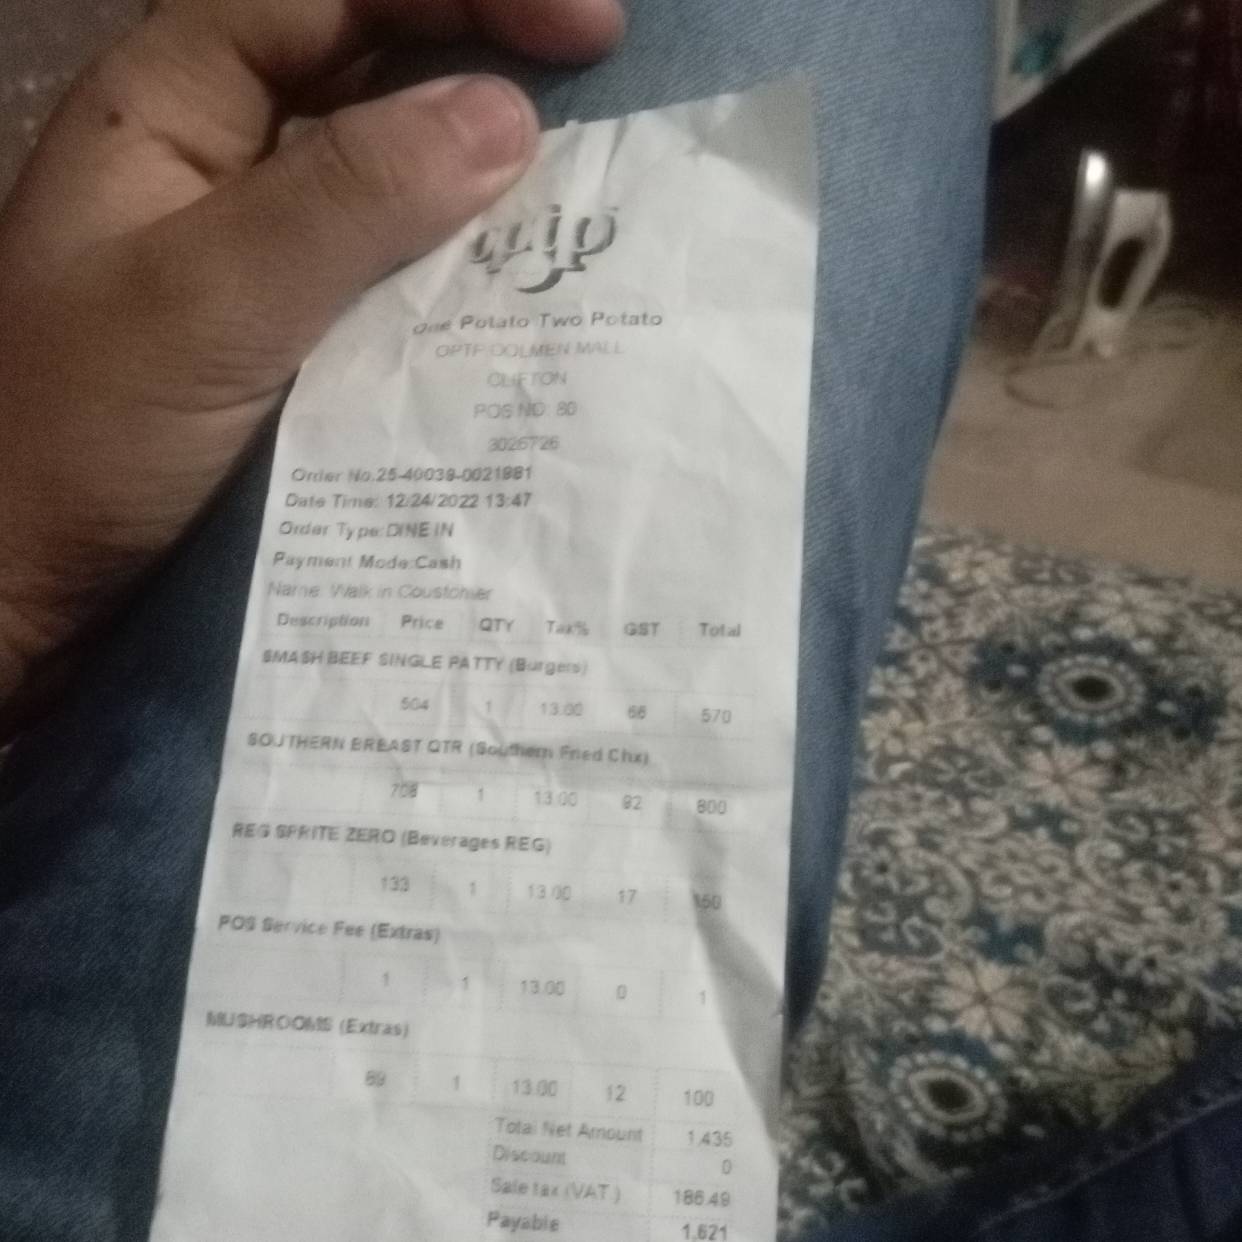 One Potato Two Potato
OPTP DOLMEN MALL
CLIFTON
POS NO: 80
3026726
Order No.25-40038-0021881
Date Time: 12/24/2022 13:47
Order Type:DINE IN
Payment Mode:Cash
Name: Walk in Coustomer
Description Price QTY Tax% GST Total
SMASH BEEF SINGLE PATTY (Burgers)
504 1 13.00 66 570
SOUTHERN BREAST QTR (Southern Fried Chx)
708 1 13.00 92 800
REG SPRITE ZERO (Beverages REG)
133 1 13.00 17 150
POS Service Fee (Extras)
1 1 13.00 0 1
MUSHROOMS (Extras)
89 1 13.00 12 100
Total Net Amount 1,435
Discount 0
Sale tax (VAT ) 186.49
Payable 1,621